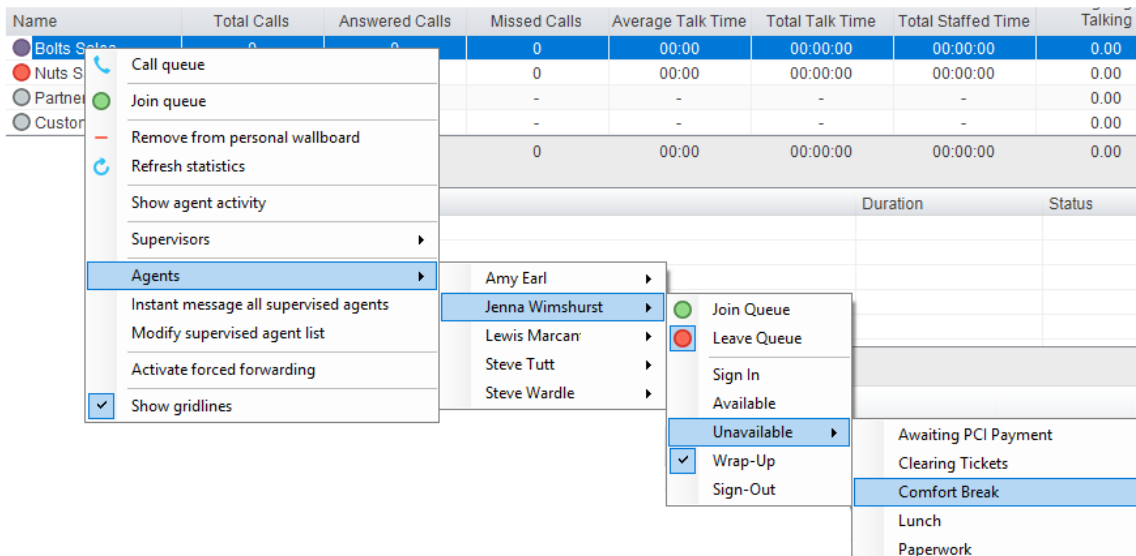 Name Total Calls Answered Calls Missed Calls Average Talk Time Total Talk Time Total Staffed Time Talking
Bolts Sales 0 0 0 00:00 00:00:00 00:00:00 0.00
Nuts S 0 00:00 00:00:00 00:00:00 0.00
Partner - - - - 0.00
Custor - - - - 0.00
0 00:00 00:00:00 00:00:00 0.00
Call queue
Join queue
Remove from personal wallboard
Refresh statistics
Show agent activity
Supervisors
Agents
Instant message all supervised agents
Modify supervised agent list
Activate forced forwarding
Show gridlines
Duration Status
Amy Earl
Jenna Wimshurst
Lewis Marcan
Steve Tutt
Steve Wardle
Join Queue
Leave Queue
Sign In
Available
Unavailable
Wrap-Up
Sign-Out
Awaiting PCI Payment
Clearing Tickets
Comfort Break
Lunch
Paperwork